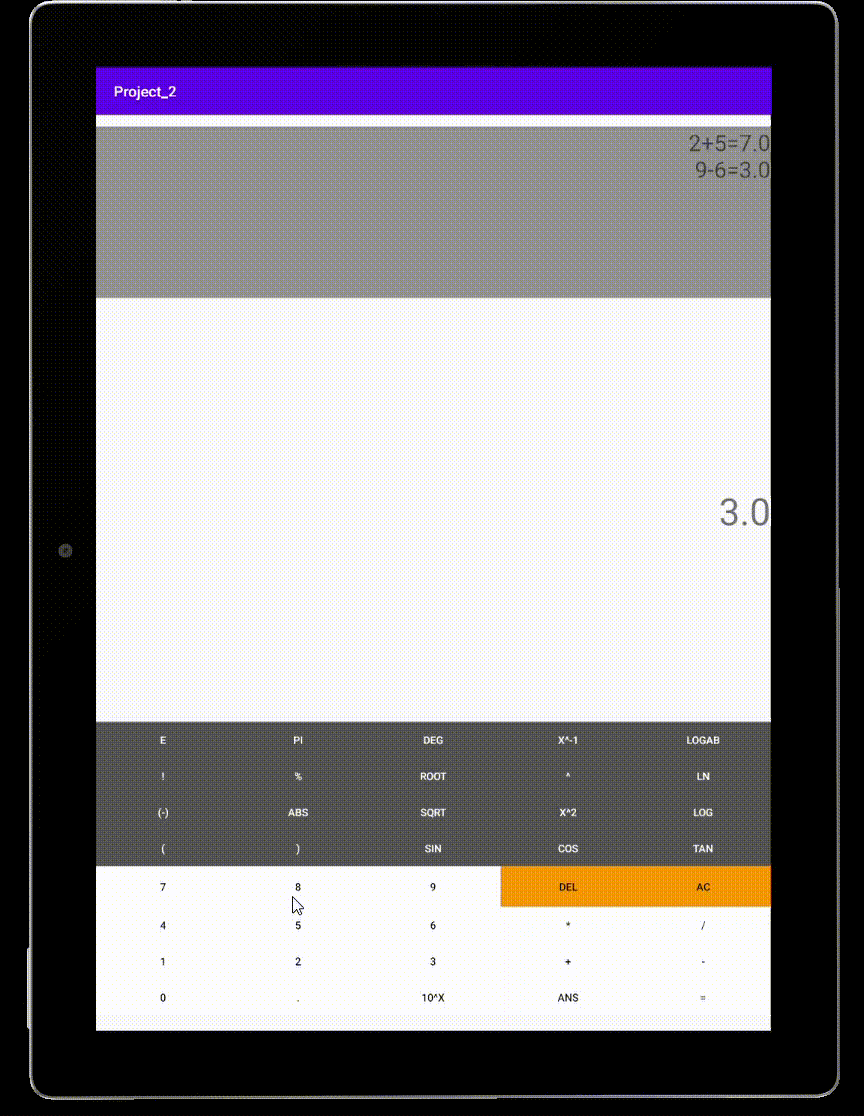 Project_2
2+5=7.0
9-6=3.0
3.0
E PI DEG X^-1 LOGAB
! % ROOT ^ LN
(-) ABS SQRT X^2 LOG
( ) SIN COS TAN
7 8 9 DEL AC
4 5 6 * /
1 2 3 + -
0 . 10^X ANS =